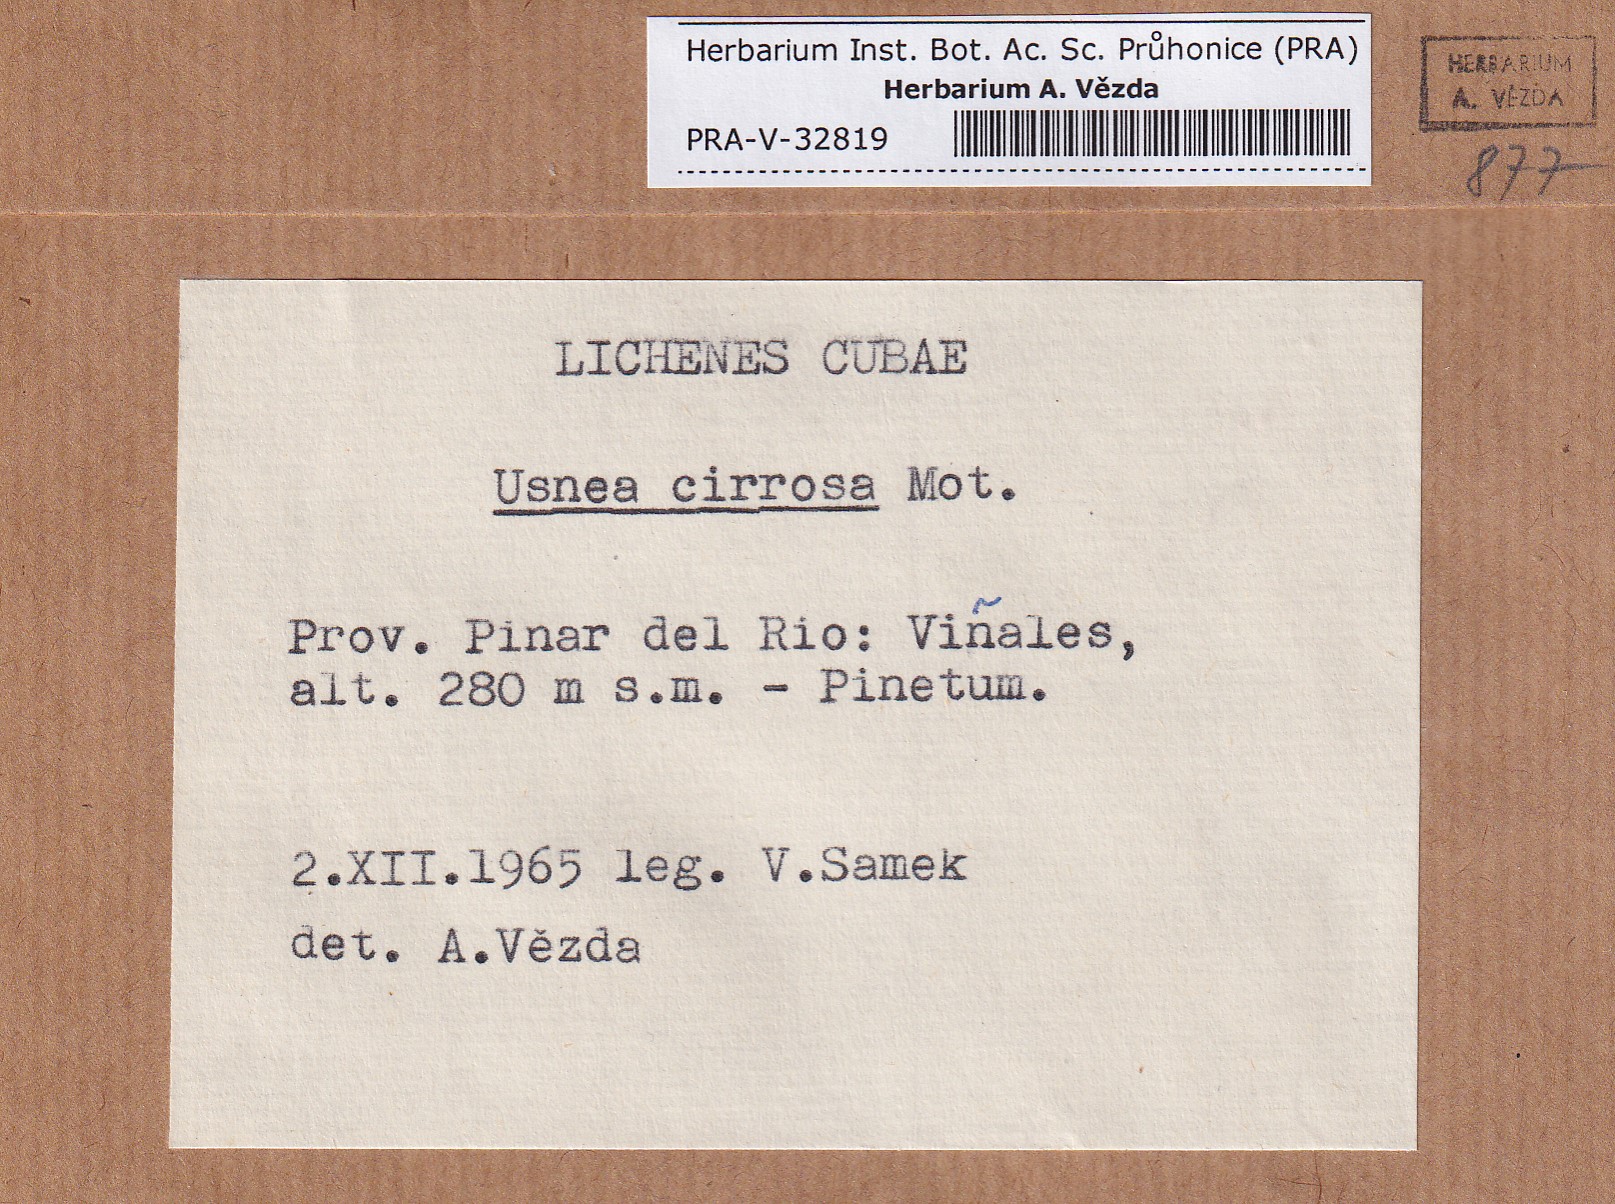 Herbarium Inst. Bot. Ac. Sc. Průhonice (PRA)
Herbarium A. Vězda
PRA-V-32819
HERBARIUM
A. VĚZDA
877
LICHENES CUBAE
Usnea cirrosa Mot.
Prov. Pinar del Rio: Viñales,
alt. 280 m s.m. - Pinetum.
2.XII.1965 leg. V.Samek
det. A.Vězda